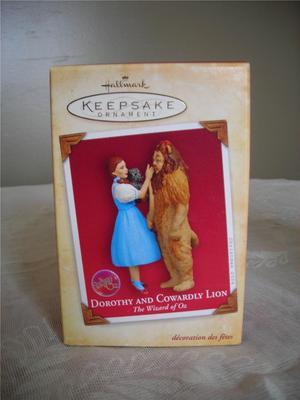 Hallmark
KEEPSAKE
ORNAMENT
DOROTHY AND COWARDLY LION
The Wizard of Oz
décoration des fêtes